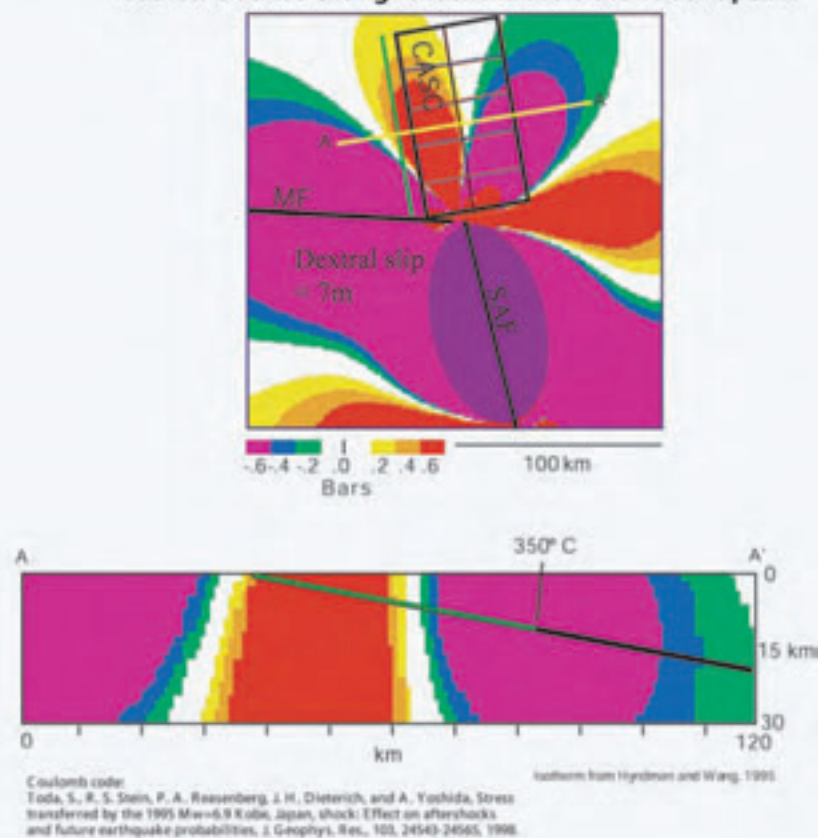 CASC
A
A'
MF
Dextral slip
= 7m
SAF
-.6 -.4 -.2 .0 .2 .4 .6
Bars
100 km
350º C
A
A'
0
15 km
30
0
120
km
Isotherm from Hyndman and Wang, 1995
Coulomb code:
Toda, S., R. S. Stein, P. A. Reasenberg, J. H. Dieterich, and A. Yoshida, Stress
transferred by the 1995 Mw=6.9 Kobe, Japan, shock: Effect on aftershocks
and future earthquake probabilities, J. Geophys. Res., 103, 24543-24565, 1998.